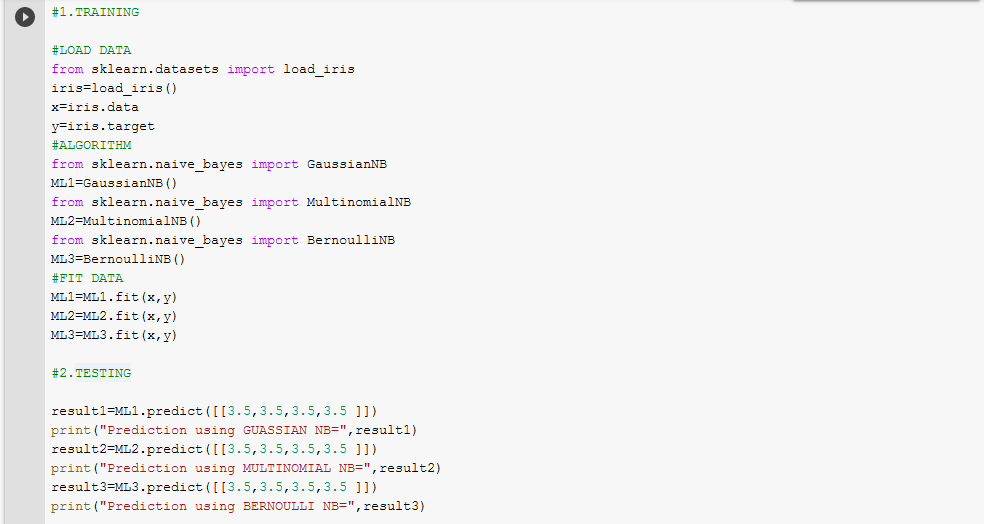 #1.TRAINING
#LOAD DATA
from sklearn.datasets import load_iris
iris=load_iris()
x=iris.data
y=iris.target
#ALGORITHM
from sklearn.naive_bayes import GaussianNB
ML1=GaussianNB()
from sklearn.naive_bayes import MultinomialNB
ML2=MultinomialNB()
from sklearn.naive_bayes import BernoulliNB
ML3=BernoulliNB()
#FIT DATA
ML1=ML1.fit(x,y)
ML2=ML2.fit(x,y)
ML3=ML3.fit(x,y)
#2.TESTING
result1=ML1.predict([[3.5,3.5,3.5,3.5 ]])
print("Prediction using GUASSIAN NB=",result1)
result2=ML2.predict([[3.5,3.5,3.5,3.5 ]])
print("Prediction using MULTINOMIAL NB=",result2)
result3=ML3.predict([[3.5,3.5,3.5,3.5 ]])
print("Prediction using BERNOULLI NB=",result3)